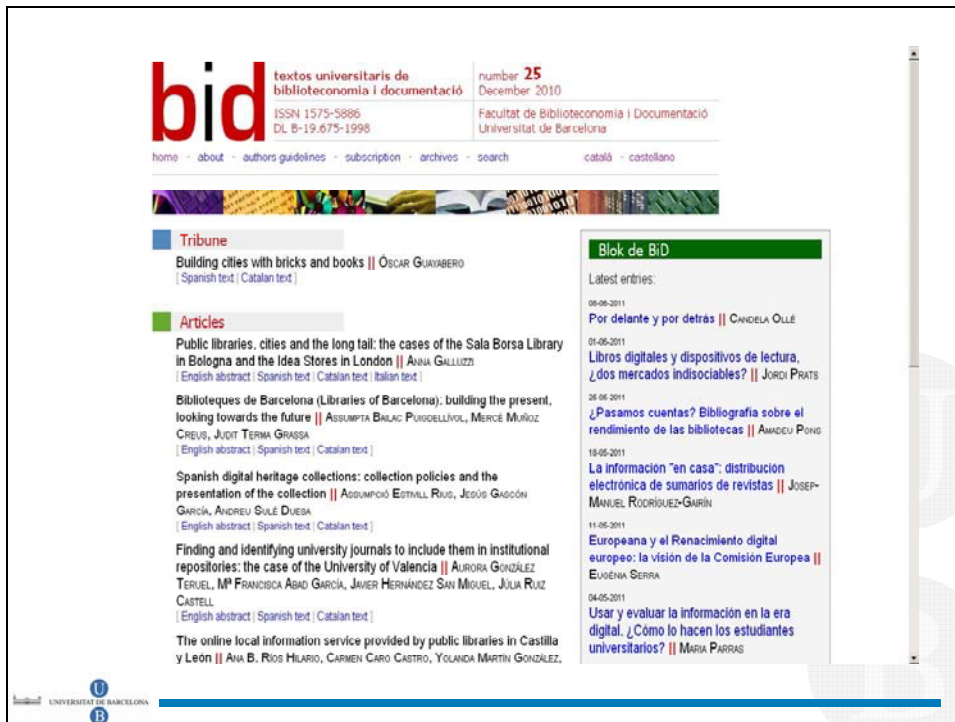 bid
textos universitaris de
biblioteconomia i documentació
ISSN 1575-5886
DL B-19.675-1998
number 25
December 2010
Facultat de Biblioteconomia i Documentació
Universitat de Barcelona
home - about - authors guidelines - subscription - archives - search
català - castellano
Tribune
Building cities with bricks and books || ÓSCAR GUAYABERO
[ Spanish text | Catalan text ]
Articles
Public libraries, cities and the long tail: the cases of the Sala Borsa Library
in Bologna and the Idea Stores in London || ANNA GALLUZZI
[ English abstract | Spanish text | Catalan text | Italian text ]
Biblioteques de Barcelona (Libraries of Barcelona): building the present,
looking towards the future || ASSUMPTA BAILAC PUIGDELLÍVOL, MERCÈ MUÑOZ
CREUS, JUDIT TERMA GRASSA
[ English abstract | Spanish text | Catalan text ]
Spanish digital heritage collections: collection policies and the
presentation of the collection || ASSUMPCIÓ ESTIVILL RIUS, JESÚS GASCÓN
GARCÍA, ANDREU SULÉ DUESA
[ English abstract | Spanish text | Catalan text ]
Finding and identifying university journals to include them in institutional
repositories: the case of the University of Valencia || AURORA GONZÁLEZ
TERUEL, Mª FRANCISCA ABAD GARCÍA, JAVIER HERNÁNDEZ SAN MIGUEL, JÚLIA RUIZ
CASTELL
[ English abstract | Spanish text | Catalan text ]
The online local information service provided by public libraries in Castilla
y León || ANA B. RÍOS HILARIO, CARMEN CARO CASTRO, YOLANDA MARTÍN GONZÁLEZ,
Blok de BiD
Latest entries:
08-06-2011
Por delante y por detrás || CANDELA OLLÉ
01-06-2011
Libros digitales y dispositivos de lectura,
¿dos mercados indisociables? || JORDI PRATS
25-05-2011
¿Pasamos cuentas? Bibliografía sobre el
rendimiento de las bibliotecas || AMADEU PONS
18-05-2011
La información "en casa": distribución
electrónica de sumarios de revistas || JOSEP-
MANUEL RODRÍGUEZ-GAIRÍN
11-05-2011
Europeana y el Renacimiento digital
europeo: la visión de la Comisión Europea ||
EUGÈNIA SERRA
04-05-2011
Usar y evaluar la información en la era
digital. ¿Cómo lo hacen los estudiantes
universitarios? || MARIA PARRAS
UNIVERSITAT DE BARCELONA
U
B